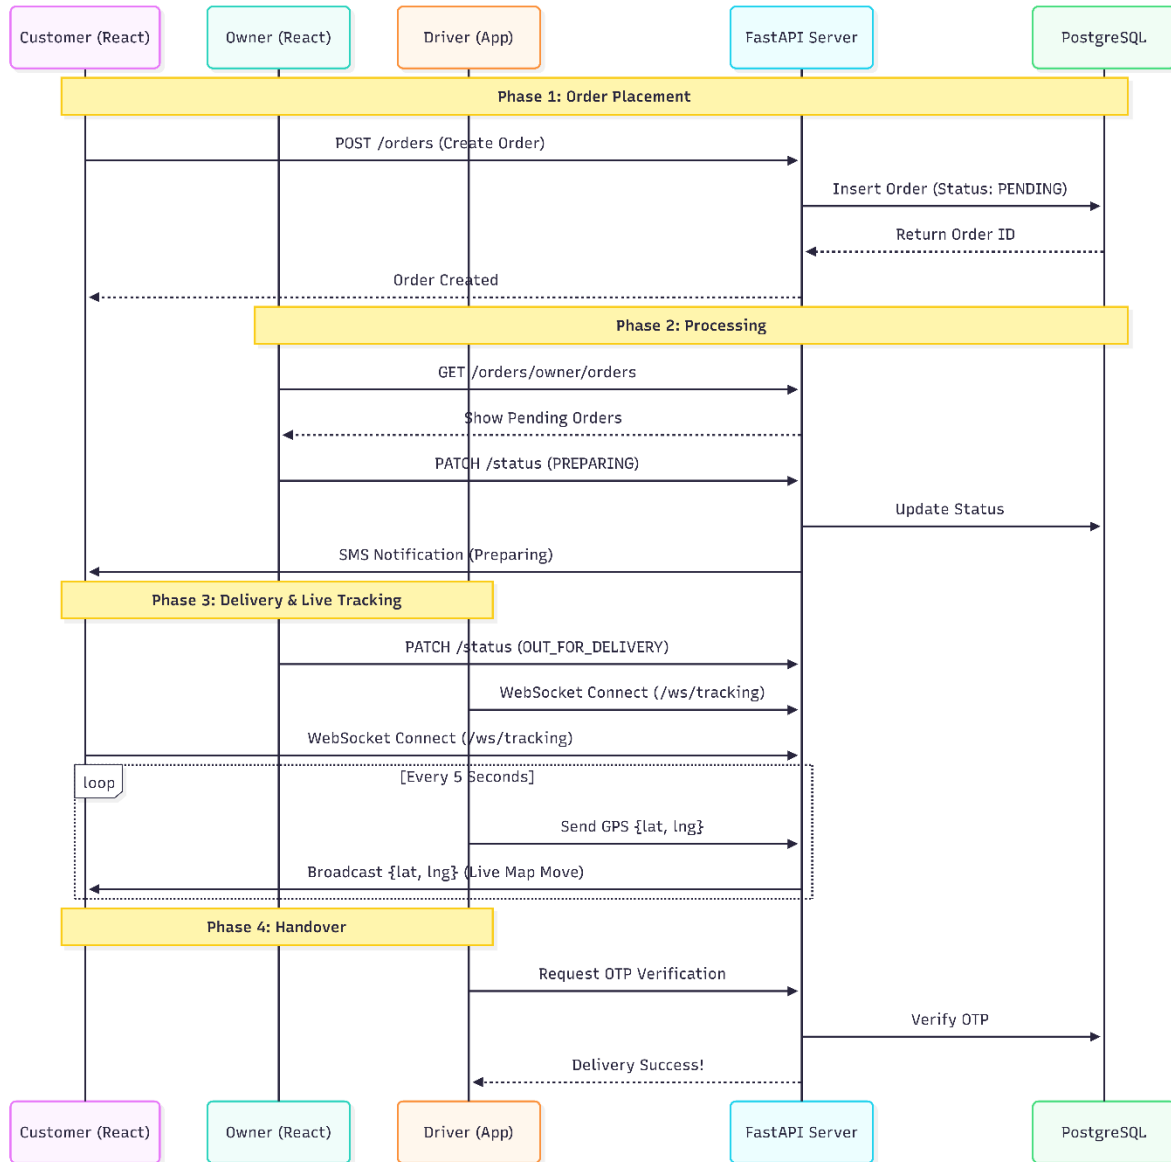 Customer (React)
Owner (React)
Driver (App)
FastAPI Server
PostgreSQL
Phase 1: Order Placement
POST /orders (Create Order)
Insert Order (Status: PENDING)
Return Order ID
Order Created
Phase 2: Processing
GET /orders/owner/orders
Show Pending Orders
PATCH /status (PREPARING)
Update Status
SMS Notification (Preparing)
Phase 3: Delivery & Live Tracking
PATCH /status (OUT_FOR_DELIVERY)
WebSocket Connect (/ws/tracking)
WebSocket Connect (/ws/tracking)
loop
[Every 5 Seconds]
Send GPS {lat, lng}
Broadcast {lat, lng} (Live Map Move)
Phase 4: Handover
Request OTP Verification
Verify OTP
Delivery Success!
Customer (React)
Owner (React)
Driver (App)
FastAPI Server
PostgreSQL